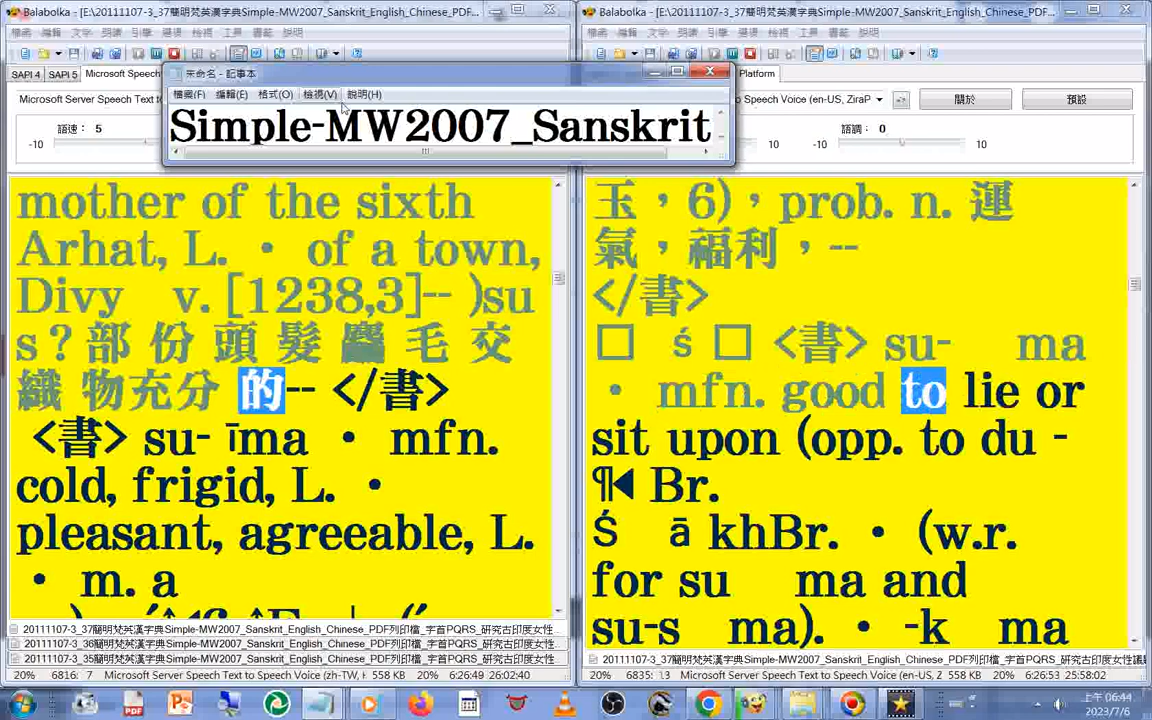 Balabolka - [E:\20111107-3_37簡明梵英漢字典Simple-MW2007_Sanskrit_English_Chinese_PDF...
Balabolka - [E:\20111107-3_37簡明梵英漢字典Simple-MW2007_Sanskrit_English_Chinese_PDF...
SAPI 4 SAPI 5 Microsoft Speech
Platform
Microsoft Server Speech Text to
Speech Voice (en-US, ZiraP
關於 預設
語速： 5
-10
10
語調： 0
-10 10
未命名 - 記事本
檔案(F) 編輯(E) 格式(O) 檢視(V) 說明(H)
Simple-MW2007_Sanskrit
mother of the sixth
Arhat, L. • of a town,
Divy v. [1238,3]-- )su
s？部 份 頭 髮 麕 毛 交
織 物充分 的-- </書>
<書> su- īma • mfn.
cold, frigid, L. •
pleasant, agreeable, L.
• m. a
玉，6)，prob. n. 運
氣，福利，--
</書>
□ ś □ <書> su- ma
• mfn. good to lie or
sit upon (opp. to du -
¶◀ Br.
Ś ā khBr. • (w.r.
for su ma and
su-s ma). • -k ma
20111107-3_37簡明梵英漢字典Simple-MW2007_Sanskrit_English_Chinese_PDF列印檔_字首PQRS_研究古印度女性...
20111107-3_36簡明梵英漢字典Simple-MW2007_Sanskrit_English_Chinese_PDF列印檔_字首PQRS_研究古印度女性...
20111107-3_35簡明梵英漢字典Simple-MW2007_Sanskrit_English_Chinese_PDF列印檔_字首PQRS_研究古印度女性...
20111107-3_37簡明梵英漢字典Simple-MW2007_Sanskrit_English_Chinese_PDF列印檔_字首PQRS_研究古印度女性議...
20% 6816: 7 Microsoft Server Speech Text to Speech Voice (zh-TW, 558 KB 20% 6:26:49 26:02:40
20% 6835: 13 Microsoft Server Speech Text to Speech Voice (en-US, Z 558 KB 20% 6:26:53 25:58:02
上午 06:44
2023/7/6